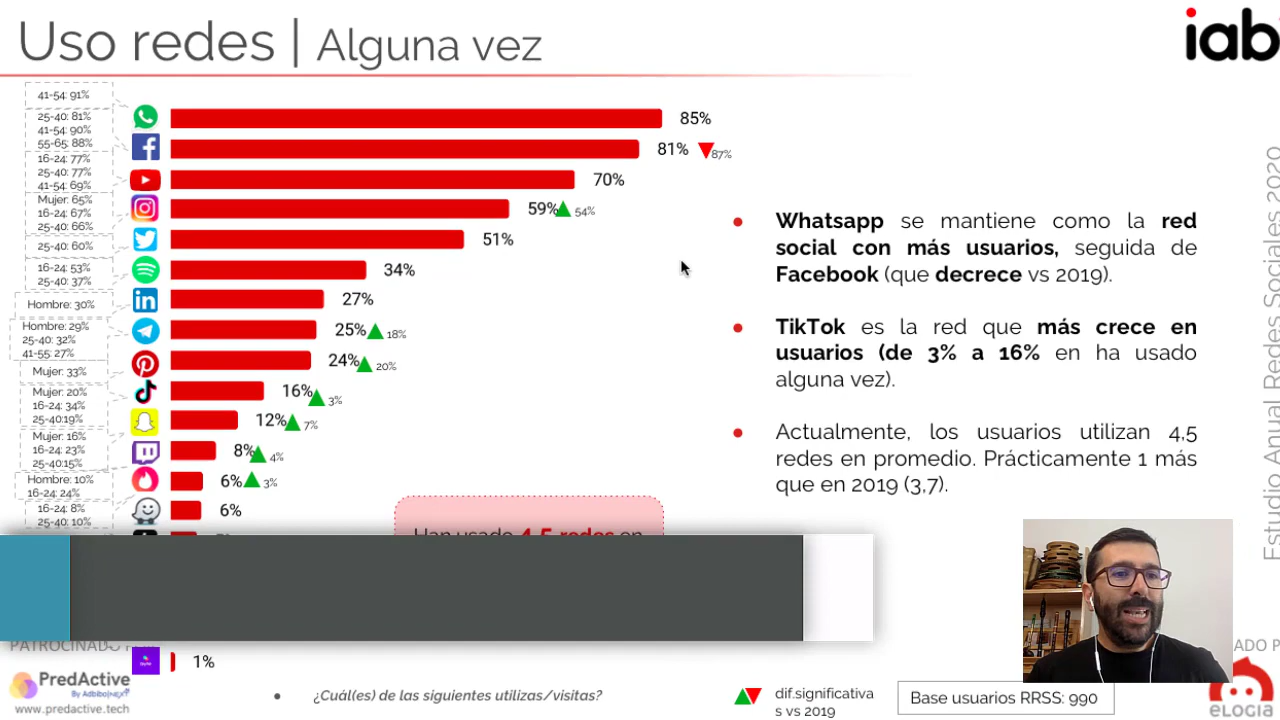 Uso redes | Alguna vez
iab
41-54: 91%
85%
25-40: 81%
41-54: 90%
55-65: 88%
81% 87%
16-24: 77%
25-40: 77%
41-54: 69%
70%
Mujer: 65%
16-24: 67%
25-40: 66%
59% 54%
25-40: 60%
51%
16-24: 53%
25-40: 37%
34%
Hombre: 30%
27%
Hombre: 29%
25-40: 32%
41-55: 27%
25% 18%
Mujer: 33%
24% 20%
Mujer: 20%
16-24: 34%
25-40:19%
16% 3%
12% 7%
Mujer: 16%
16-24: 23%
25-40:15%
8% 4%
Hombre: 10%
16-24: 24%
6% 3%
16-24: 8%
25-40: 10%
6%
Han usado 4,5 redes en
1%
Whatsapp se mantiene como la red
social con más usuarios, seguida de
Facebook (que decrece vs 2019).
TikTok es la red que más crece en
usuarios (de 3% a 16% en ha usado
alguna vez).
Actualmente, los usuarios utilizan 4,5
redes en promedio. Prácticamente 1 más
que en 2019 (3,7).
Estudio Anual Redes Sociales 2020
PATROCINADO
ADO P
PredActive
By Adbibo(NEXT)
www.predactive.tech
¿Cuál(es) de las siguientes utilizas/visitas?
dif.significativa
s vs 2019
Base usuarios RRSS: 990
eLOGIA